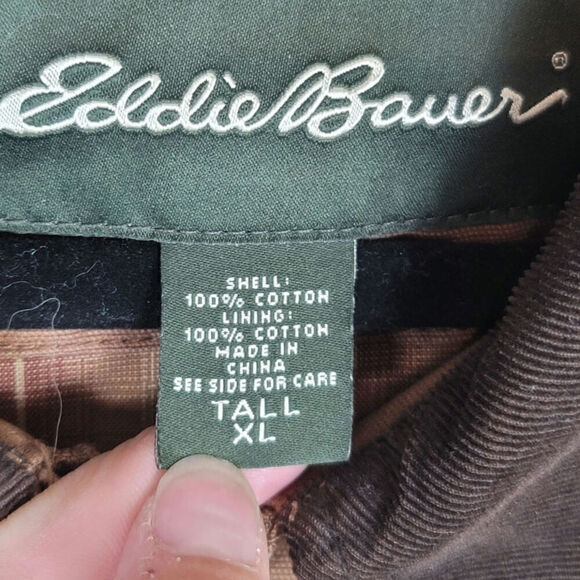 Eddie Bauer®
SHELL:
100% COTTON
LINING:
100% COTTON
MADE IN
CHINA
SEE SIDE FOR CARE
TALL
XL